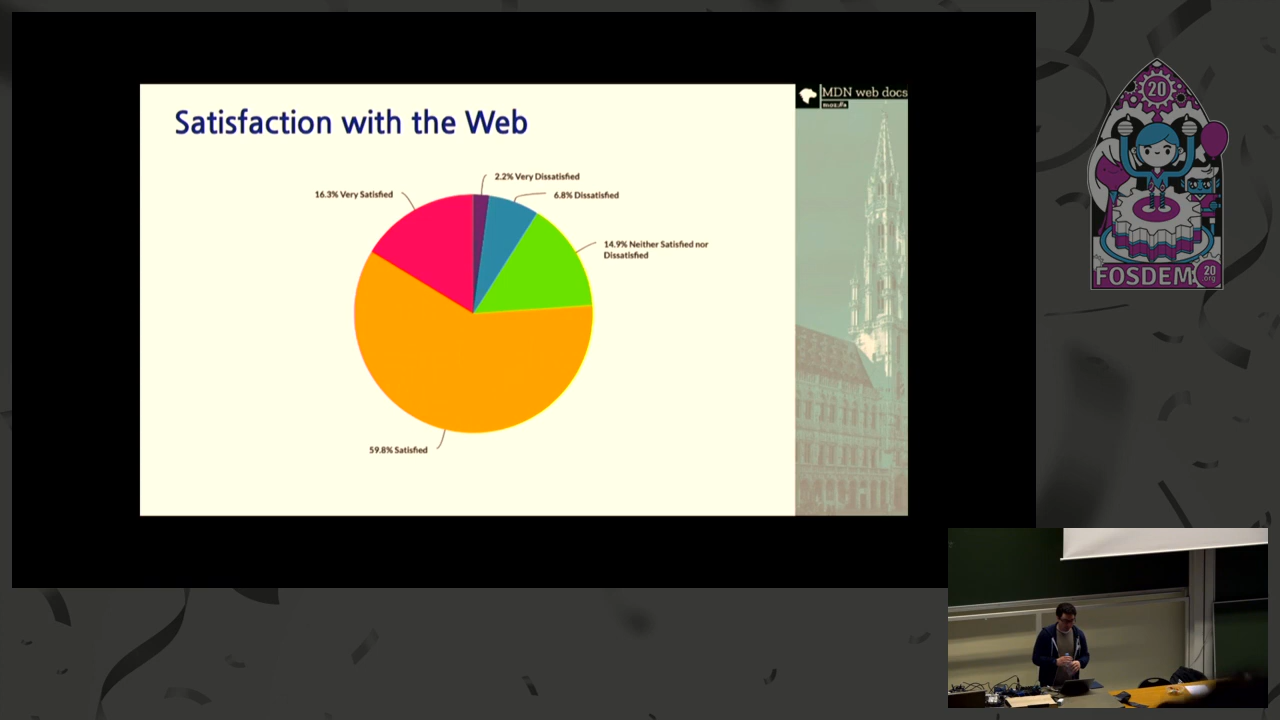 Satisfaction with the Web
MDN web docs
moz://a
2.2% Very Dissatisfied
16.3% Very Satisfied
6.8% Dissatisfied
14.9% Neither Satisfied nor
Dissatisfied
59.8% Satisfied
20
FOSDEM
20
.org